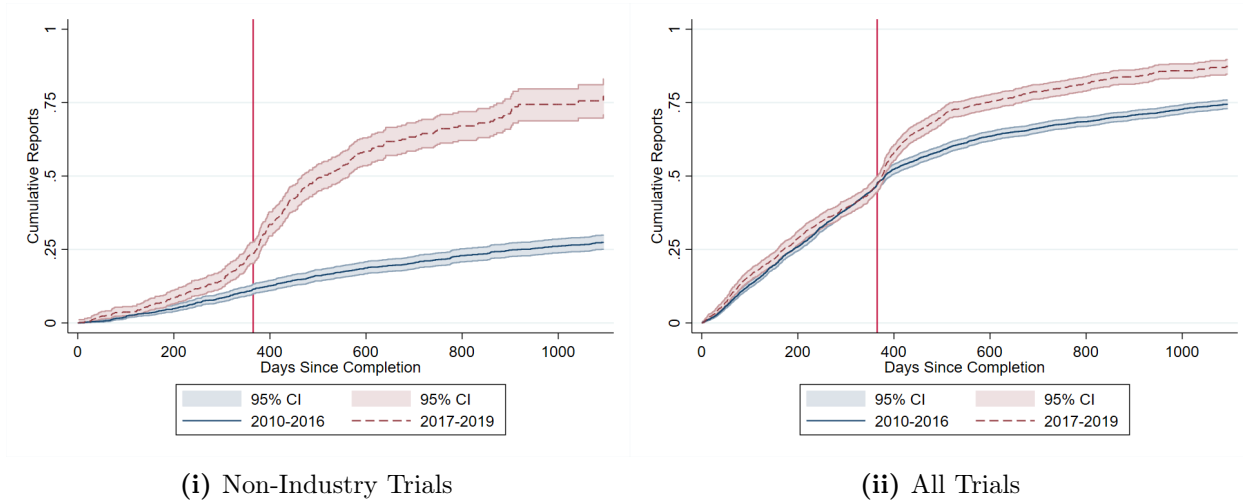 1
.75
.5
.25
0
Cumulative Reports
0 200 400 600 800 1000
Days Since Completion
95% CI 95% CI
2010-2016 2017-2019
(i) Non-Industry Trials
1
.75
.5
.25
0
Cumulative Reports
0 200 400 600 800 1000
Days Since Completion
95% CI 95% CI
2010-2016 2017-2019
(ii) All Trials